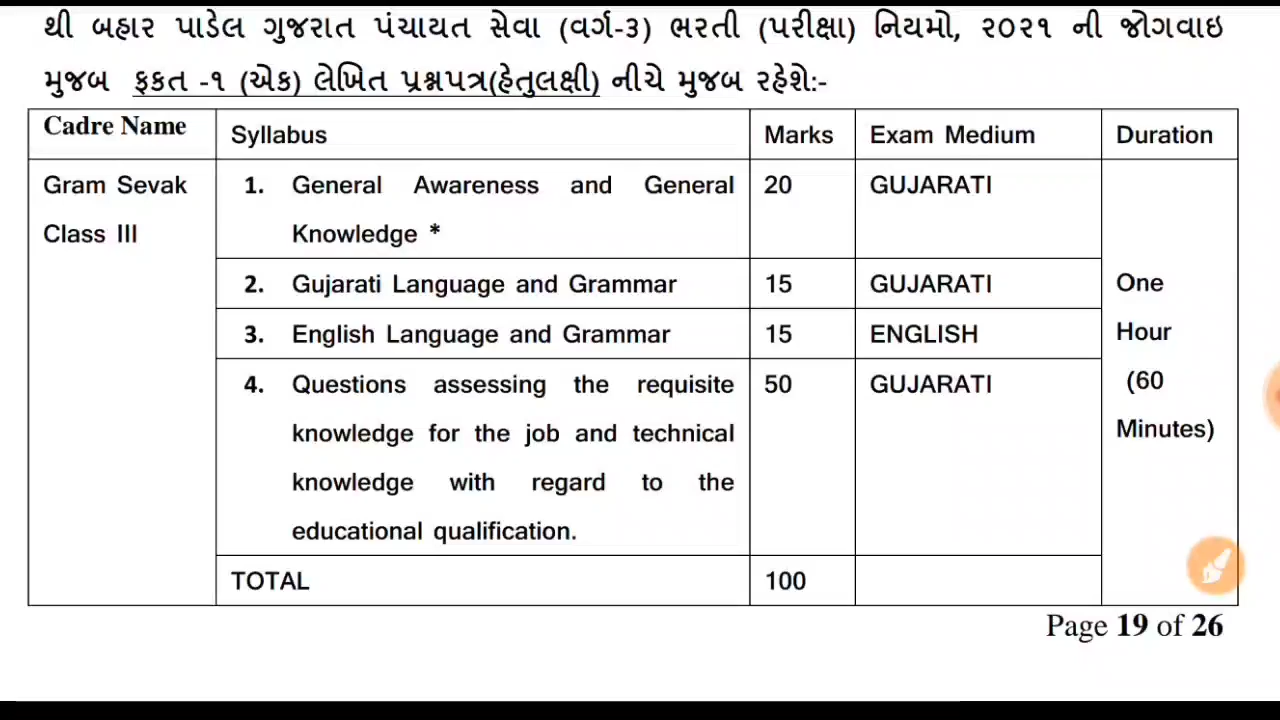 થી બહાર પાડેલ ગુજરાત પંચાયત સેવા (વર્ગ-૩) ભરતી (પરીક્ષા) નિયમો, ૨૦૨૧ ની જોગવાઇ
મુજબ ફકત -૧ (એક) લેખિત પ્રશ્નપત્ર(હેતુલક્ષી) નીચે મુજબ રહેશે:-
Cadre Name Syllabus Marks Exam Medium Duration
Gram Sevak 1. General Awareness and General 20 GUJARATI
Class III Knowledge *
2. Gujarati Language and Grammar 15 GUJARATI One
3. English Language and Grammar 15 ENGLISH Hour
4. Questions assessing the requisite 50 GUJARATI (60
knowledge for the job and technical Minutes)
knowledge with regard to the
educational qualification.
TOTAL 100
Page 19 of 26